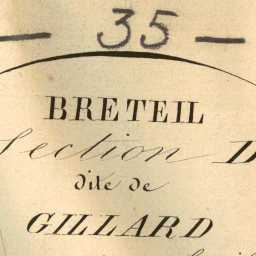 — 35 —
BRETEIL
Section D
dite de
GILLARD